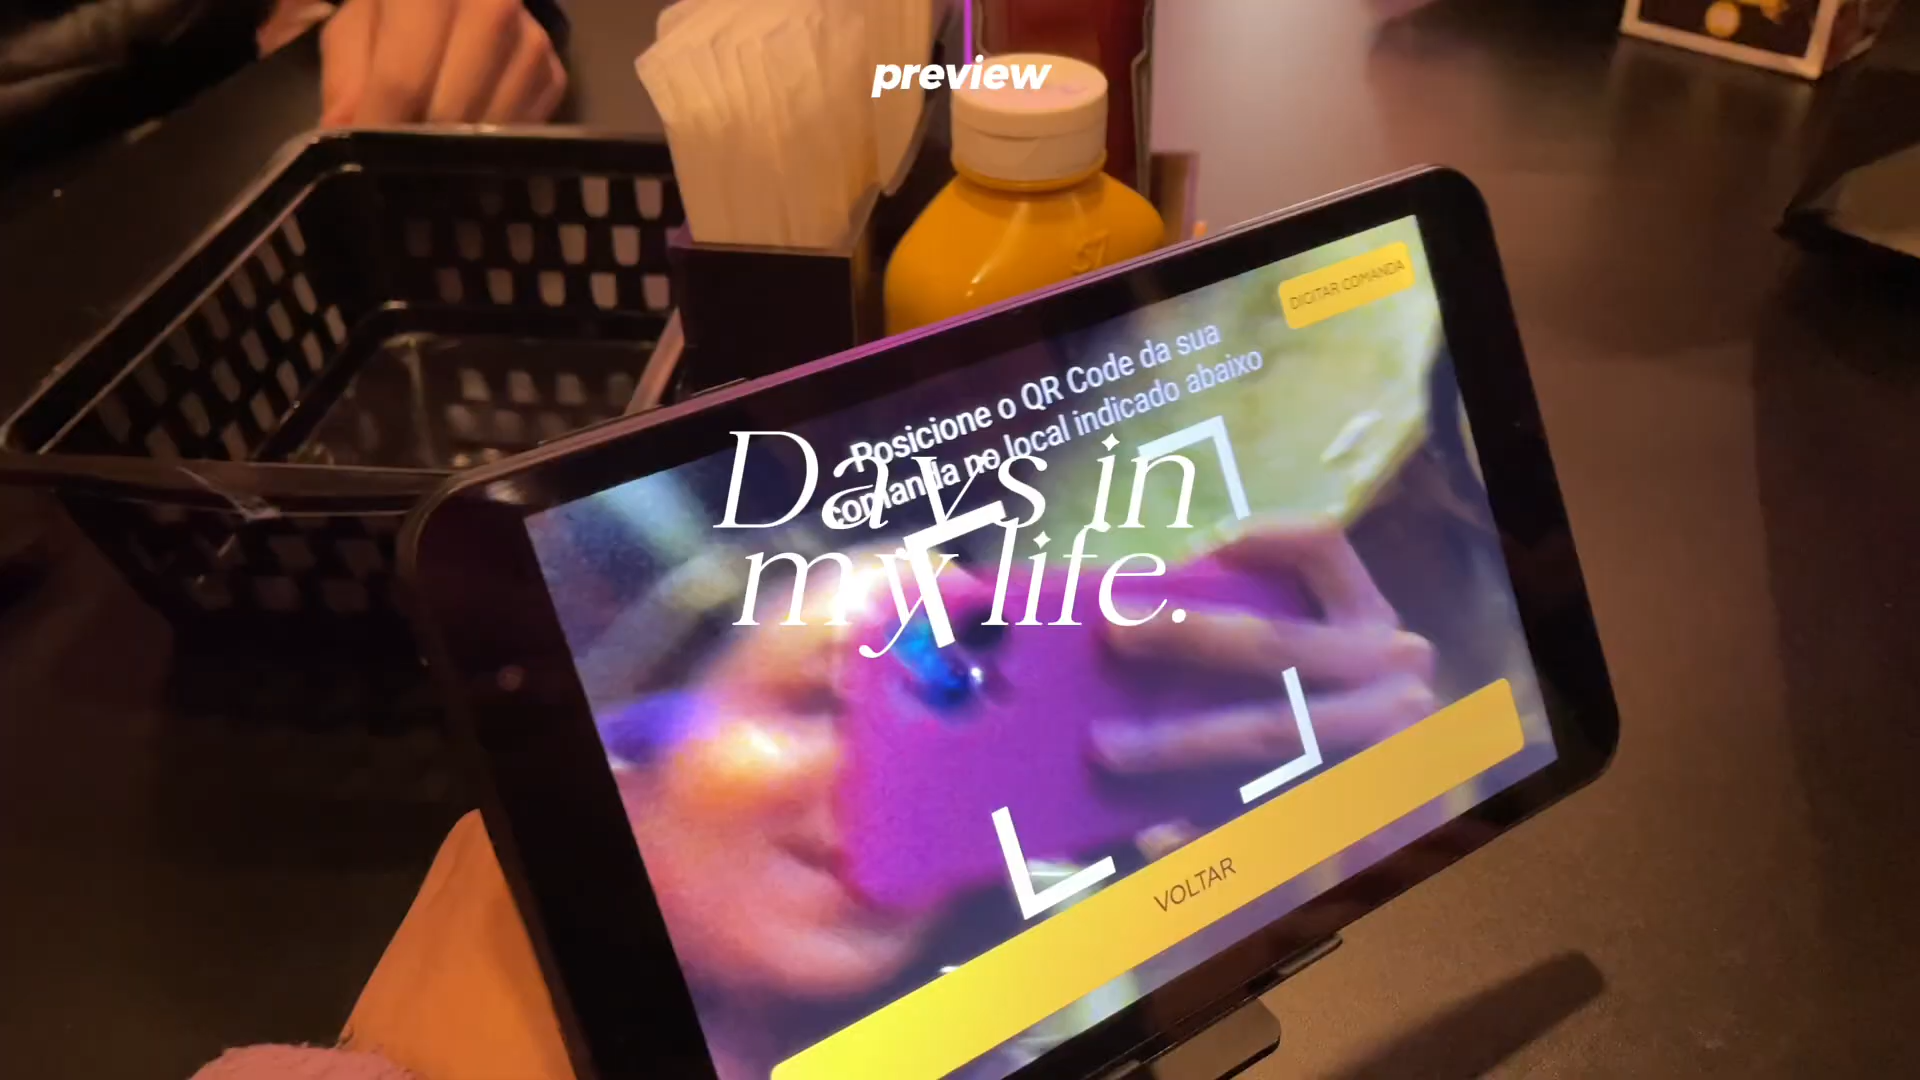 preview
DIGITAR COMANDA
Posicione o QR Code da sua
comanda no local indicado abaixo
Days in
my life.
VOLTAR